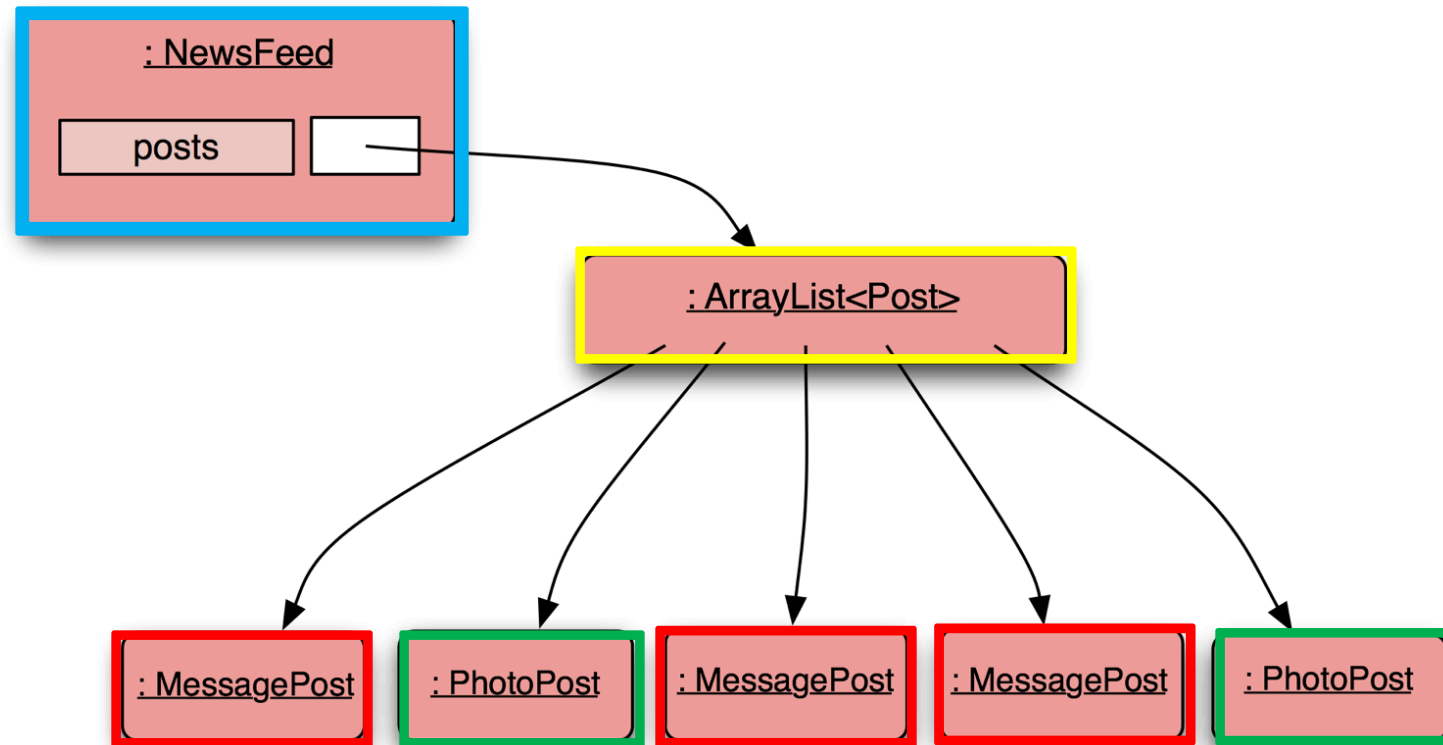 : NewsFeed
posts
: ArrayList<Post>
: MessagePost
: PhotoPost
: MessagePost
: MessagePost
: PhotoPost